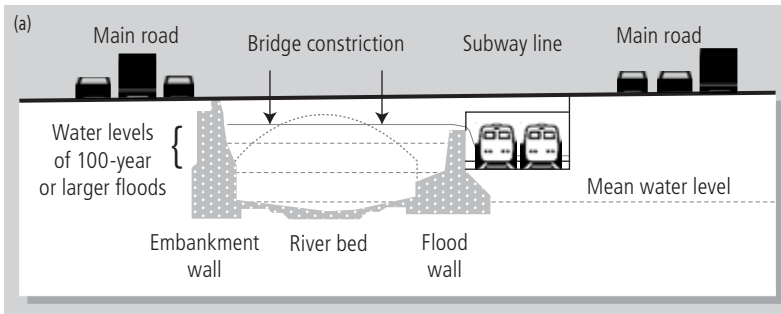 (a)
Main road
Bridge constriction
Subway line
Main road
Water levels
of 100-year
or larger floods
Mean water level
Embankment
wall
River bed
Flood
wall